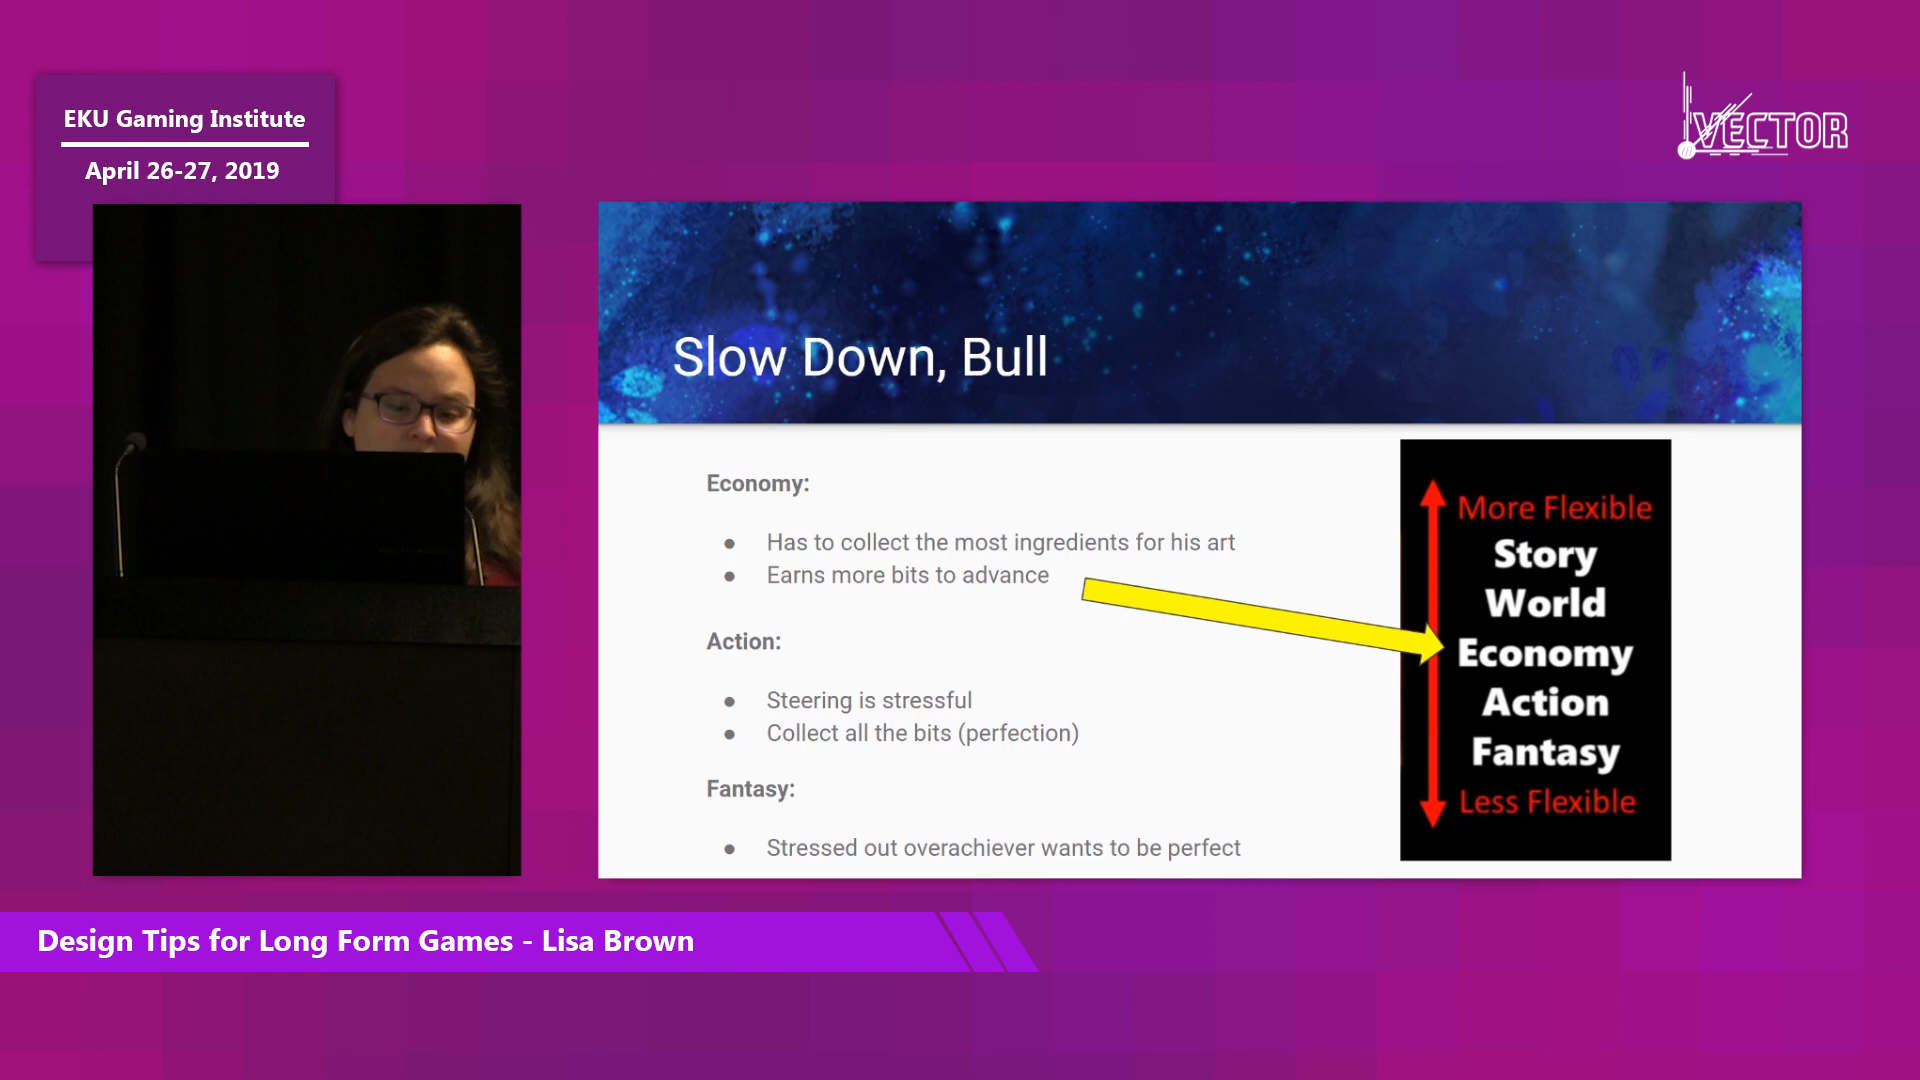 EKU Gaming Institute
April 26-27, 2019
VECTOR
Slow Down, Bull
Economy:
● Has to collect the most ingredients for his art
● Earns more bits to advance
Action:
● Steering is stressful
● Collect all the bits (perfection)
Fantasy:
● Stressed out overachiever wants to be perfect
More Flexible
Story
World
Economy
Action
Fantasy
Less Flexible
Design Tips for Long Form Games - Lisa Brown